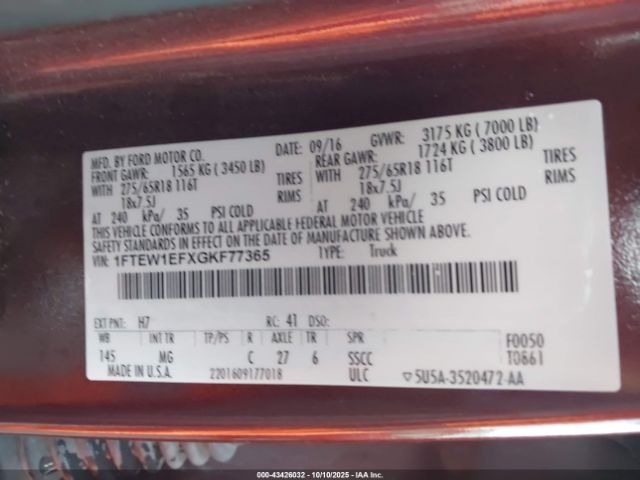 MFD. BY FORD MOTOR CO.
DATE: 09/16 GVWR: 3175 KG ( 7000 LB)
FRONT GAWR: 1565 KG ( 3450 LB)
REAR GAWR: 1724 KG ( 3800 LB)
WITH 275/65R18 116T TIRES
WITH 275/65R18 116T TIRES
18x7.5J RIMS
18x7.5J RIMS
AT 240 kPa/ 35 PSI COLD
AT 240 kPa/ 35 PSI COLD
THIS VEHICLE CONFORMS TO ALL APPLICABLE FEDERAL MOTOR VEHICLE
SAFETY STANDARDS IN EFFECT ON THE DATE OF MANUFACTURE SHOWN ABOVE.
VIN: 1FTEW1EFXGKF77365 TYPE: Truck
EXT PNT: H7 RC: 41 DSO:
WB INT TR TP/PS R AXLE TR SPR F0050
145 MG C 27 6 SSCC T0861
MADE IN U.S.A. 2201609177018 ULC ▽5U5A-3520472-AA
000-43426032 - 10/10/2025 - IAA Inc.